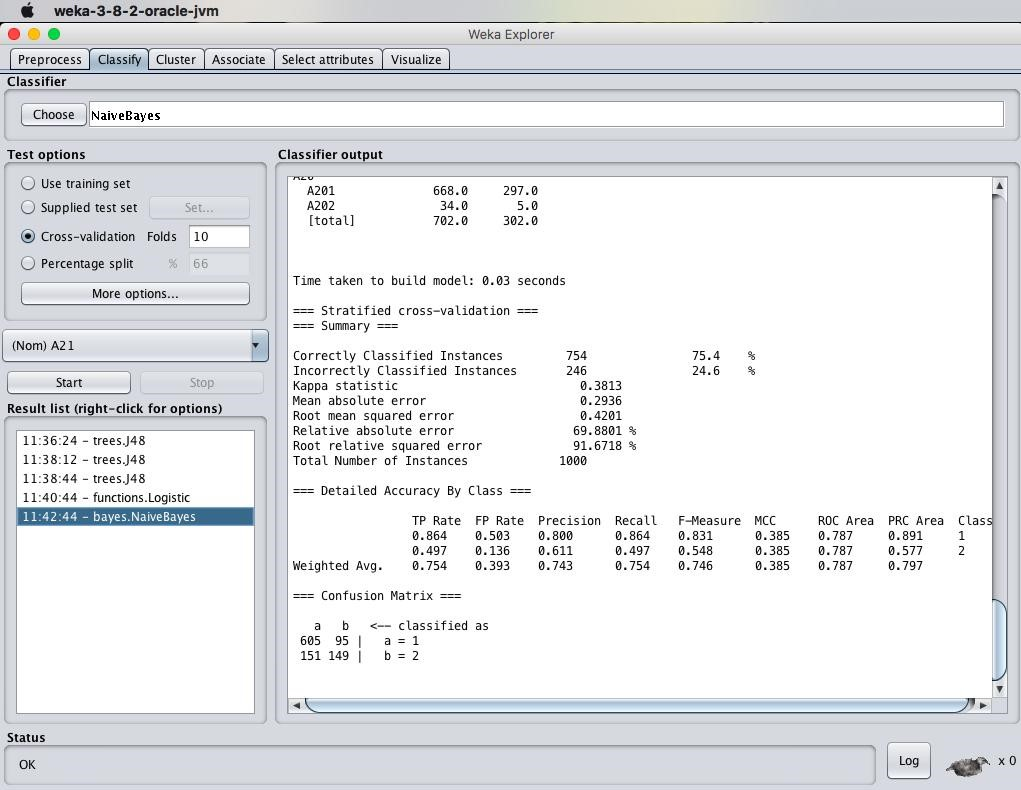 weka-3-8-2-oracle-jvm
Weka Explorer
Preprocess Classify Cluster Associate Select attributes Visualize
Classifier
Choose NaiveBayes
Test options
Use training set
Supplied test set Set...
Cross-validation Folds 10
Percentage split % 66
More options...
(Nom) A21
Start Stop
Result list (right-click for options)
11:36:24 – trees.J48
11:38:12 – trees.J48
11:38:44 – trees.J48
11:40:44 – functions.Logistic
11:42:44 – bayes.NaiveBayes
Classifier output
A20
A201 668.0 297.0
A202 34.0 5.0
[total] 702.0 302.0
Time taken to build model: 0.03 seconds
=== Stratified cross-validation ===
=== Summary ===
Correctly Classified Instances 754 75.4 %
Incorrectly Classified Instances 246 24.6 %
Kappa statistic 0.3813
Mean absolute error 0.2936
Root mean squared error 0.4201
Relative absolute error 69.8801 %
Root relative squared error 91.6718 %
Total Number of Instances 1000
=== Detailed Accuracy By Class ===
TP Rate FP Rate Precision Recall F-Measure MCC ROC Area PRC Area Class
0.864 0.503 0.800 0.864 0.831 0.385 0.787 0.891 1
0.497 0.136 0.611 0.497 0.548 0.385 0.787 0.577 2
Weighted Avg. 0.754 0.393 0.743 0.754 0.746 0.385 0.787 0.797
=== Confusion Matrix ===
a b <-- classified as
605 95 | a = 1
151 149 | b = 2
Status
OK
Log x 0